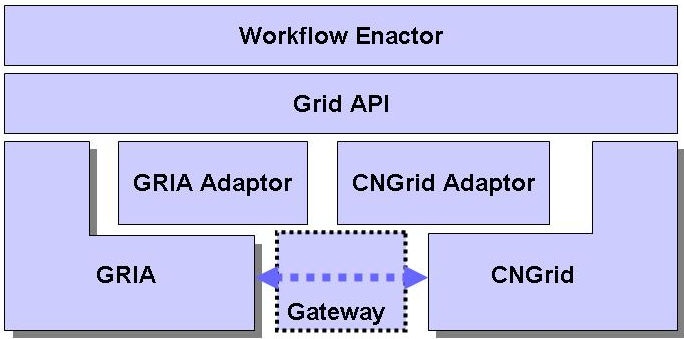 Workflow Enactor
Grid API
GRIA Adaptor
CNGrid Adaptor
GRIA
CNGrid
Gateway